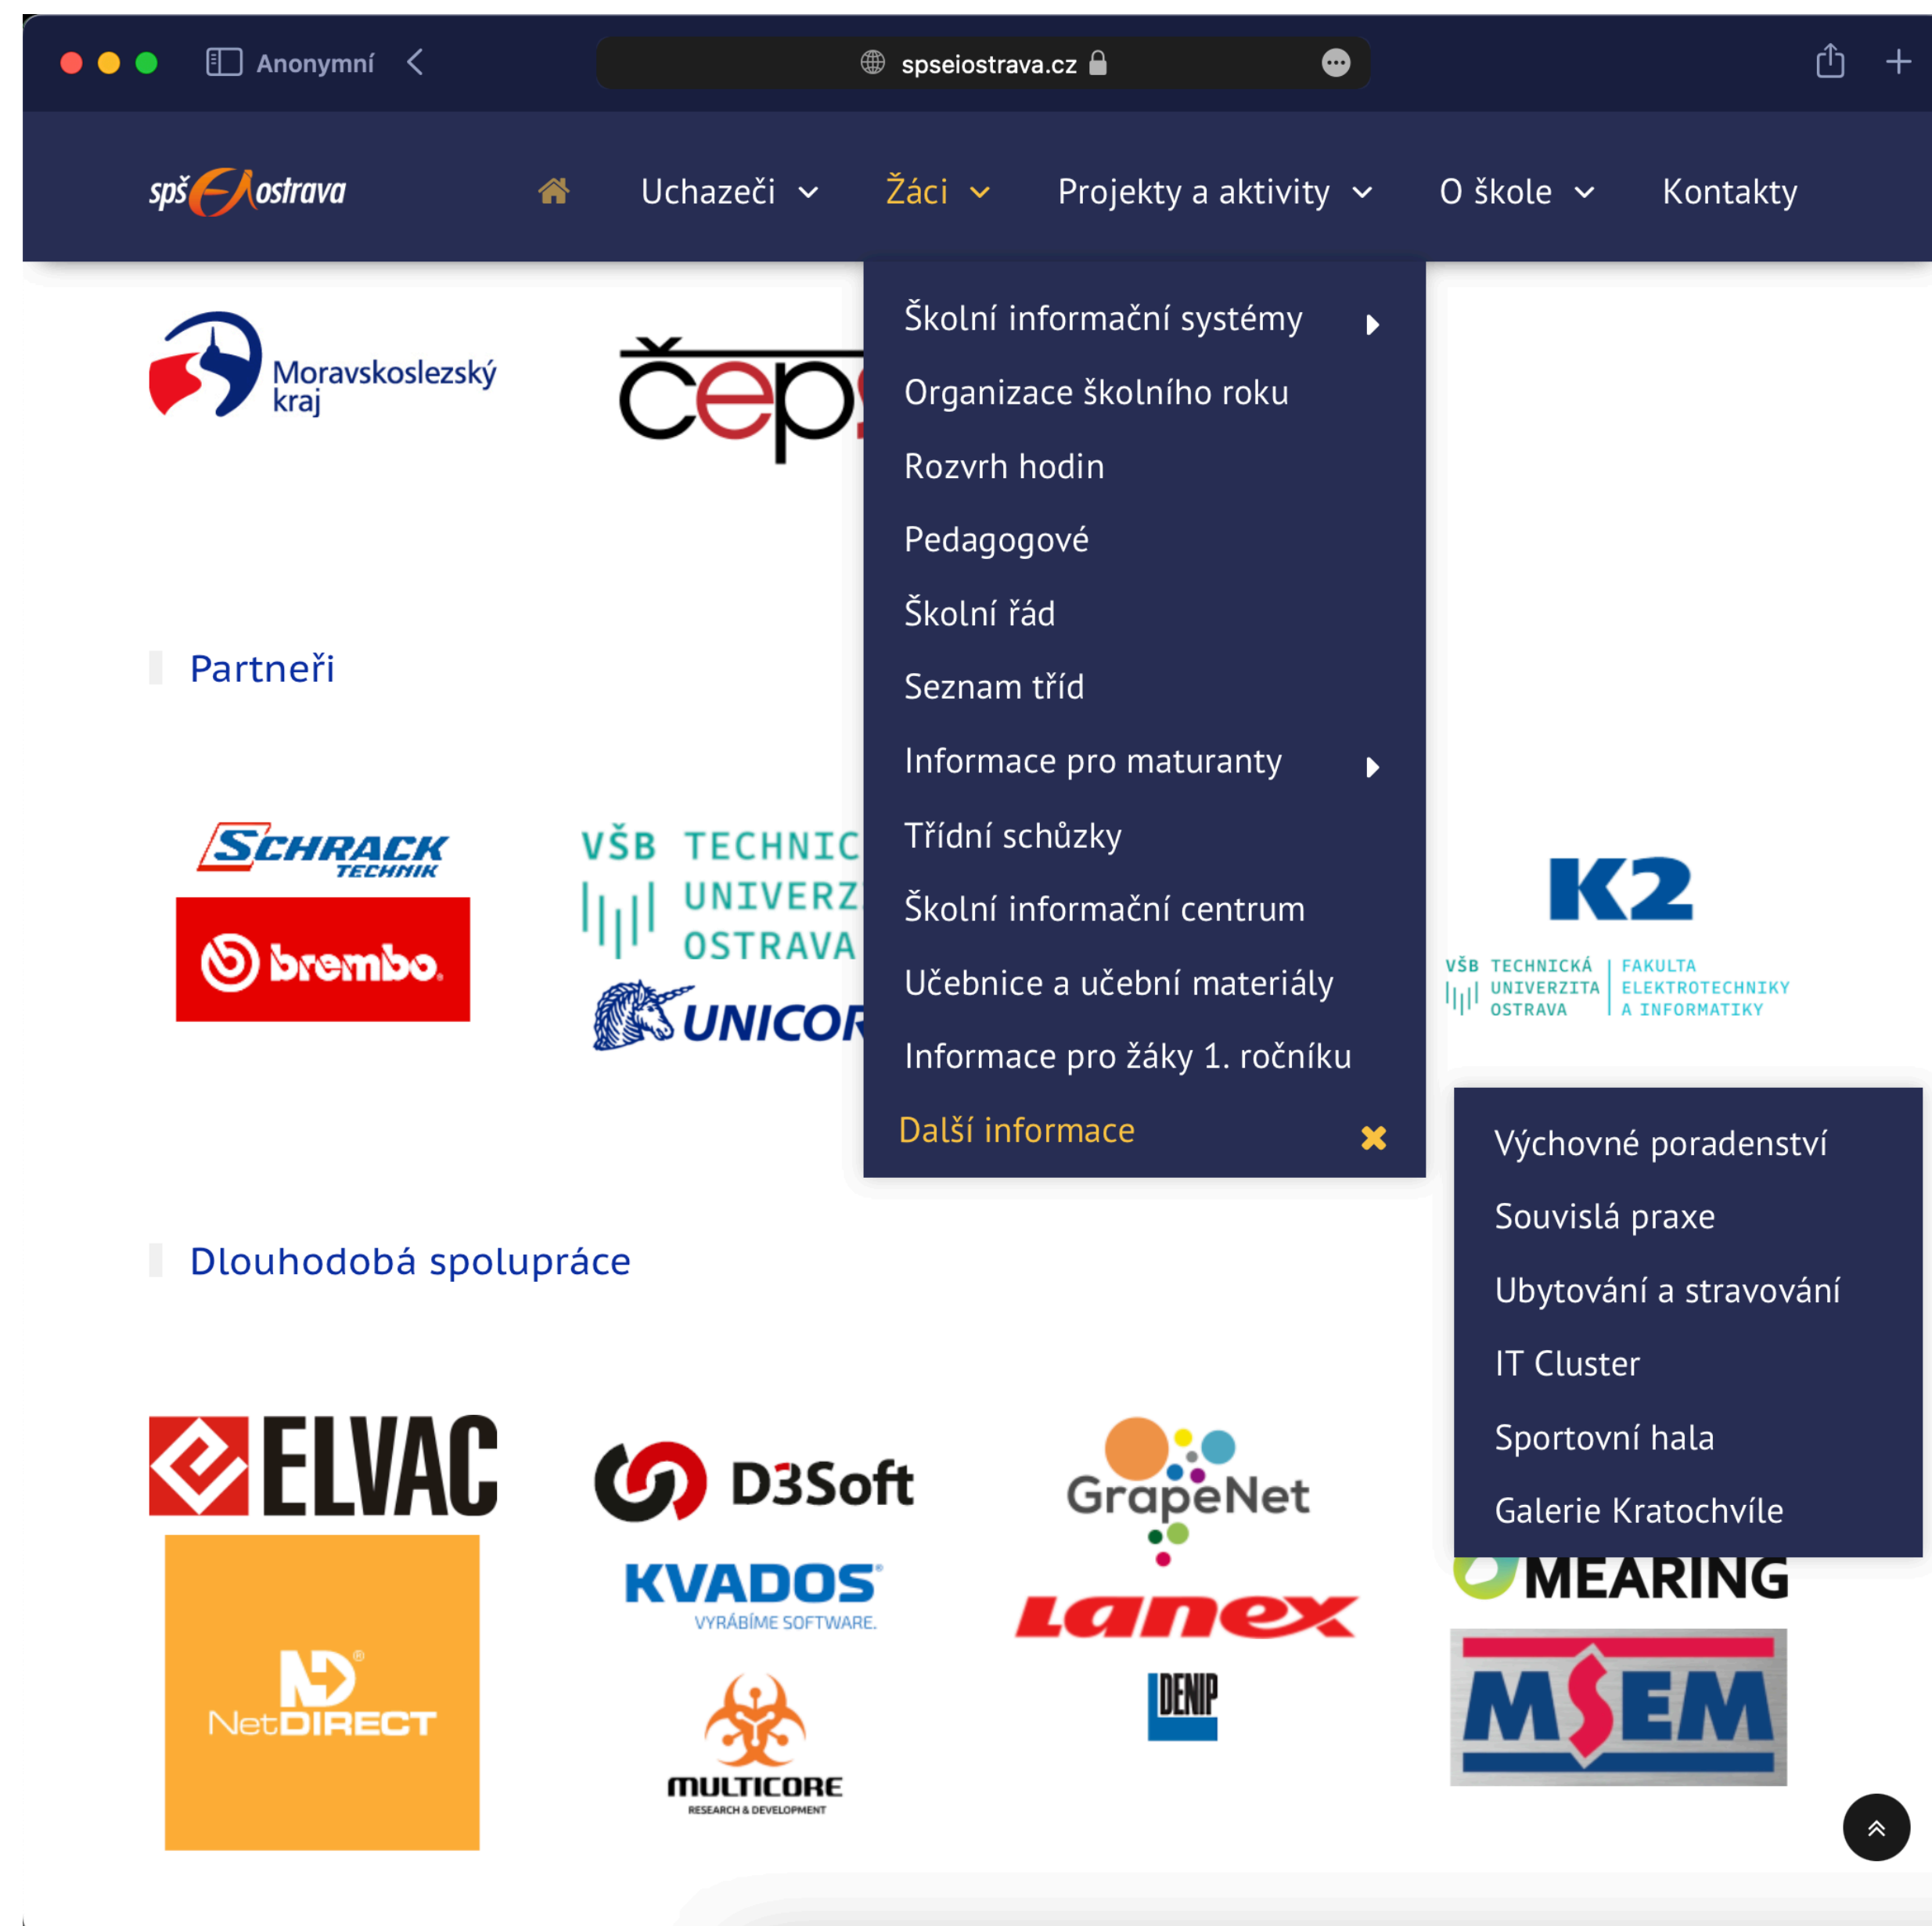 Anonymní
spseiostrava.cz
spš EI ostrava
Uchazeči
Žáci
Projekty a aktivity
O škole
Kontakty
Moravskoslezský
kraj
Školní informační systémy
Organizace školního roku
Rozvrh hodin
Pedagogové
Školní řád
Seznam tříd
Informace pro maturanty
Třídní schůzky
Školní informační centrum
Učebnice a učební materiály
Informace pro žáky 1. ročníku
Další informace
Výchovné poradenství
Souvislá praxe
Ubytování a stravování
IT Cluster
Sportovní hala
Galerie Kratochvíle
Partneři
SCHRACK
TECHNIK
brembo
VŠB
OSTRAVA
K2
VŠB TECHNICKÁ
UNIVERZITA
OSTRAVA
FAKULTA
ELEKTROTECHNIKY
A INFORMATIKY
Dlouhodobá spolupráce
ELVAC
D3Soft
GrapeNet
MEARING
NetDIRECT
KVADOS
VYRÁBÍME SOFTWARE.
Lanex
MSEM
MULTICORE
RESEARCH & DEVELOPMENT
DENIP